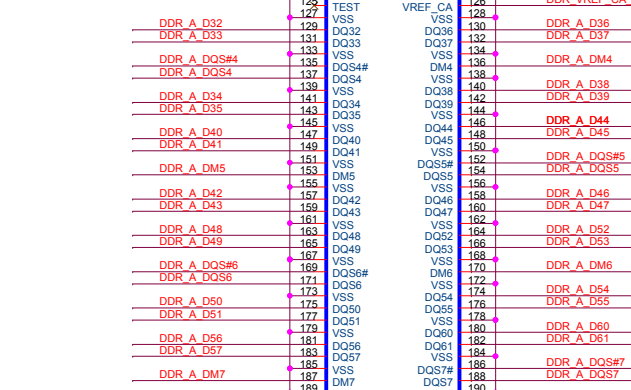 125 TEST VREF_CA 126 DDR_VREF_CA
127 VSS VSS 128
DDR_A_D32 129 DQ32 DQ36 130 DDR_A_D36
DDR_A_D33 131 DQ33 DQ37 132 DDR_A_D37
133 VSS VSS 134
DDR_A_DQS#4 135 DQS4# DM4 136 DDR_A_DM4
DDR_A_DQS4 137 DQS4 VSS 138
139 VSS DQ38 140 DDR_A_D38
DDR_A_D34 141 DQ34 DQ39 142 DDR_A_D39
DDR_A_D35 143 DQ35 VSS 144
145 VSS DQ44 146 DDR_A_D44
DDR_A_D40 147 DQ40 DQ45 148 DDR_A_D45
DDR_A_D41 149 DQ41 VSS 150
151 VSS DQS5# 152 DDR_A_DQS#5
DDR_A_DM5 153 DM5 DQS5 154 DDR_A_DQS5
155 VSS VSS 156
DDR_A_D42 157 DQ42 DQ46 158 DDR_A_D46
DDR_A_D43 159 DQ43 DQ47 160 DDR_A_D47
161 VSS VSS 162
DDR_A_D48 163 DQ48 DQ52 164 DDR_A_D52
DDR_A_D49 165 DQ49 DQ53 166 DDR_A_D53
167 VSS VSS 168
DDR_A_DQS#6 169 DQS6# DM6 170 DDR_A_DM6
DDR_A_DQS6 171 DQS6 VSS 172
173 VSS DQ54 174 DDR_A_D54
DDR_A_D50 175 DQ50 DQ55 176 DDR_A_D55
DDR_A_D51 177 DQ51 VSS 178
179 VSS DQ60 180 DDR_A_D60
DDR_A_D56 181 DQ56 DQ61 182 DDR_A_D61
DDR_A_D57 183 DQ57 VSS 184
185 VSS DQS7# 186 DDR_A_DQS#7
DDR_A_DM7 187 DM7 DQS7 188 DDR_A_DQS7
189 190